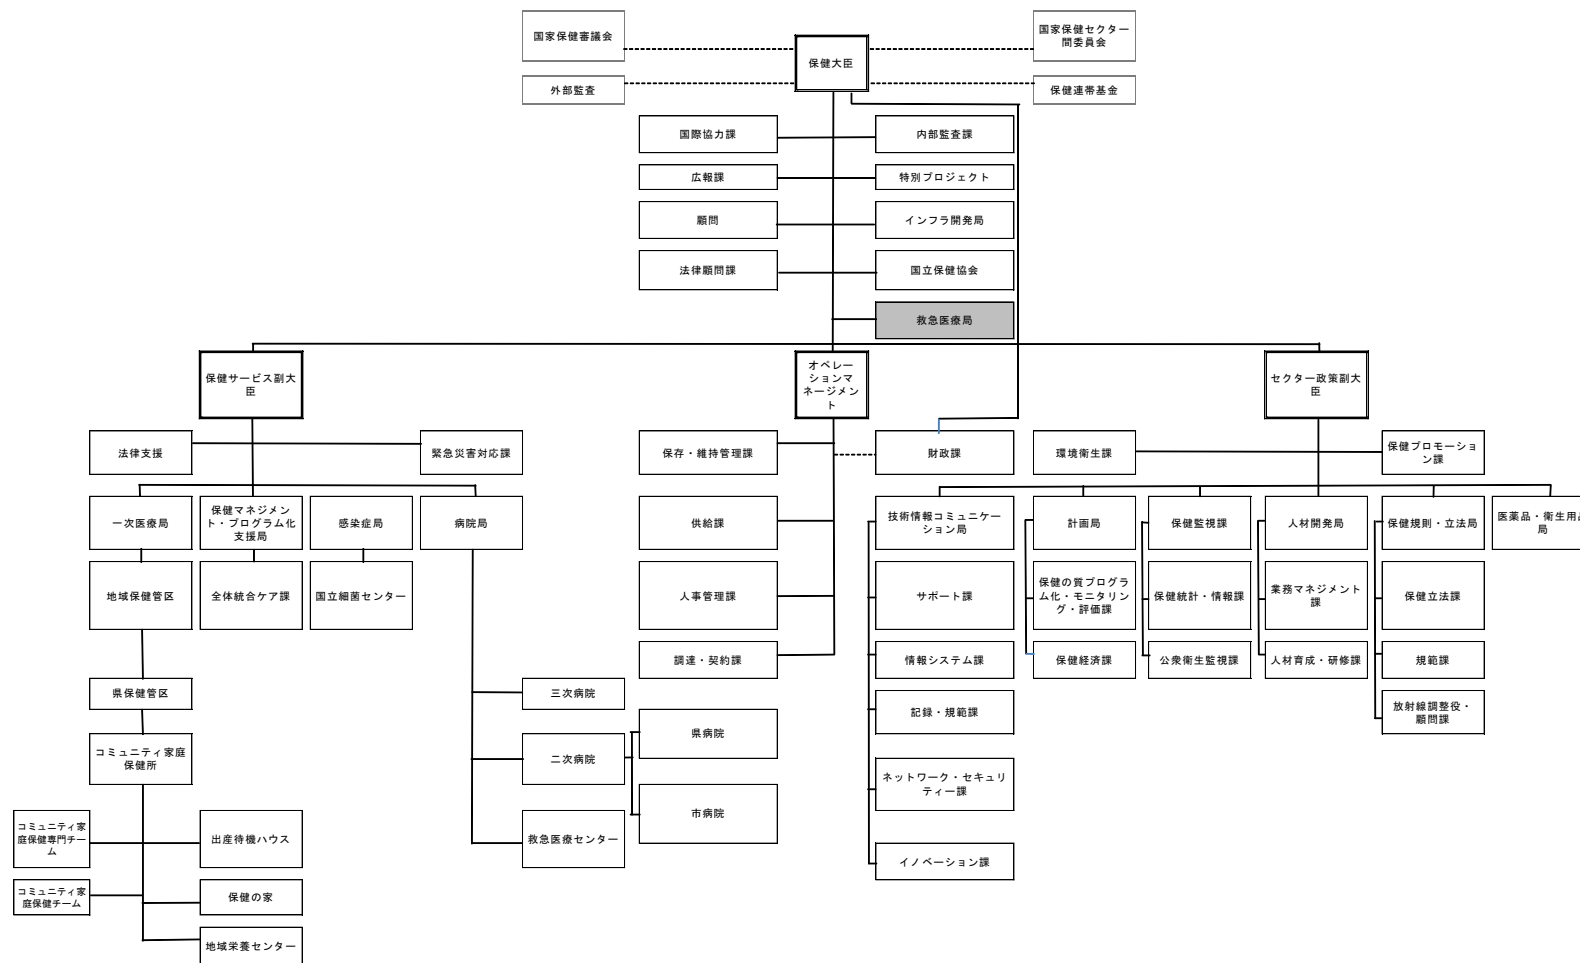 国家保健審議会
国家保健セクター
間委員会
保健大臣
外部監査
保健連帯基金
国際協力課
内部監査課
広報課
特別プロジェクト
顧問
インフラ開発局
法律顧問課
国立保健協会
救急医療局
保健サービス副大
臣
オペレー
ションマ
ネージメン
ト
セクター政策副大
臣
法律支援
緊急災害対応課
保存・維持管理課
財政課
環境衛生課
保健プロモーショ
ン課
一次医療局
保健マネジメン
ト・プログラム化
支援局
感染症局
病院局
供給課
技術情報コミュニケー
ション局
計画局
保健監視課
人材開発局
保健規則・立法局
医薬品・衛生用品
局
地域保健管区
全体統合ケア課
国立細菌センター
人事管理課
サポート課
保健の質プログラ
ム化・モニタリン
グ・評価課
保健統計・情報課
業務マネジメント
課
保健立法課
調達・契約課
情報システム課
保健経済課
公衆衛生監視課
人材育成・研修課
規範課
県保健管区
三次病院
記録・規範課
放射線調整役・
顧問課
コミュニティ家庭
保健所
二次病院
県病院
ネットワーク・セキュリ
ティー課
市病院
コミュニティ家
庭保健専門チー
ム
出産待機ハウス
救急医療センター
イノベーション課
コミュニティ家
庭保健チーム
保健の家
地域栄養センター